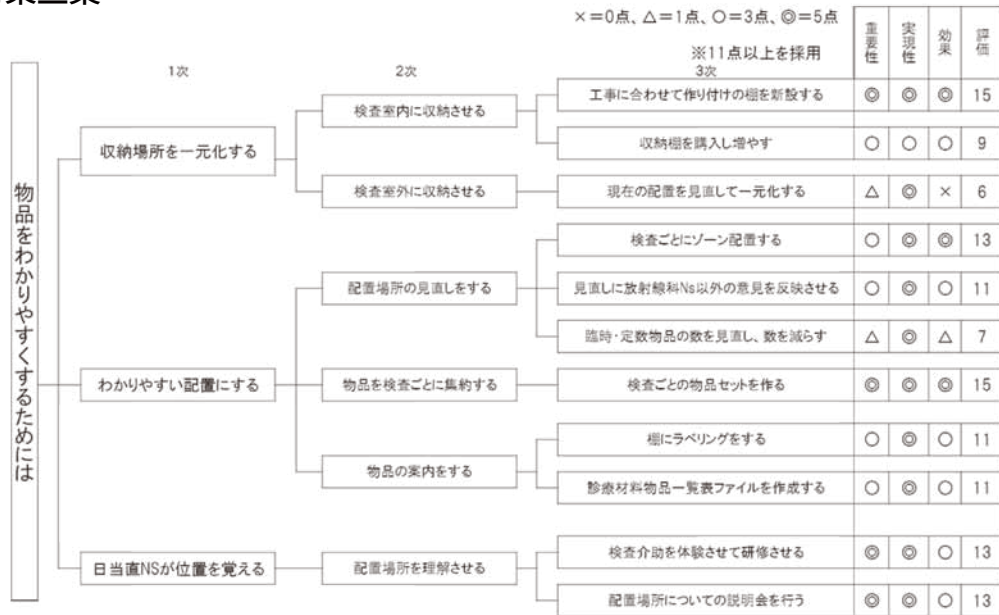 ×=0点、△=1点、○=3点、◎=5点
※11点以上を採用
重要性
実現性
効果
評価
1次
2次
3次
物品をわかりやすくするためには
収納場所を一元化する
検査室内に収納させる
工事に合わせて作り付けの棚を新設する ◎ ◎ ◎ 15
収納棚を購入し増やす ○ ○ ○ 9
検査室外に収納させる
現在の配置を見直して一元化する △ ◎ × 6
わかりやすい配置にする
配置場所の見直しをする
検査ごとにゾーン配置する ○ ◎ ◎ 13
見直しに放射線科Ns以外の意見を反映させる ○ ◎ ○ 11
臨時・定数物品の数を見直し、数を減らす △ ◎ △ 7
物品を検査ごとに集約する
検査ごとの物品セットを作る ◎ ◎ ◎ 15
物品の案内をする
棚にラベリングをする ○ ◎ ○ 11
診療材料物品一覧表ファイルを作成する ○ ◎ ○ 11
日当直NSが位置を覚える
配置場所を理解させる
検査介助を体験させて研修させる ◎ ◎ ○ 13
配置場所についての説明会を行う ◎ ◎ ○ 13